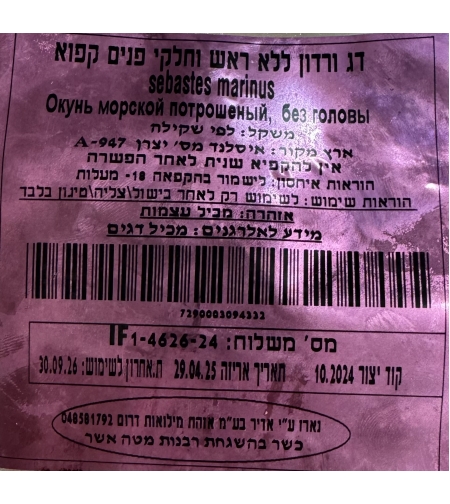 דג ורדון ללא ראש וחלקי פנים קפוא
sebastes marinus
Окунь морской потрошеный, без головы
משקל: לפי שקילה
ארץ מקור: איסלנד מס' יצרן A-947
אין להקפיא שנית לאחר הפשרה
הוראות איחסון: לישמור בהקפאה 18- מעלות
הוראות שימוש: לשימוש רק לאחר בישול\צליה\טיגון בלבד
אזהרה: מכיל עצמות
מידע לאלרגנים: מכיל דגים
7290003094332
מס' משלוח: IF1-4626-24
קוד יצור 10.2024 תאריך אריזה 29.04.25 ת.אחרון לשימוש: 30.09.26
נארז ע"י אדיר בע"מ אזהת מילואות דרום 048581792
כשר בהשגחת רבנות מטה אשר